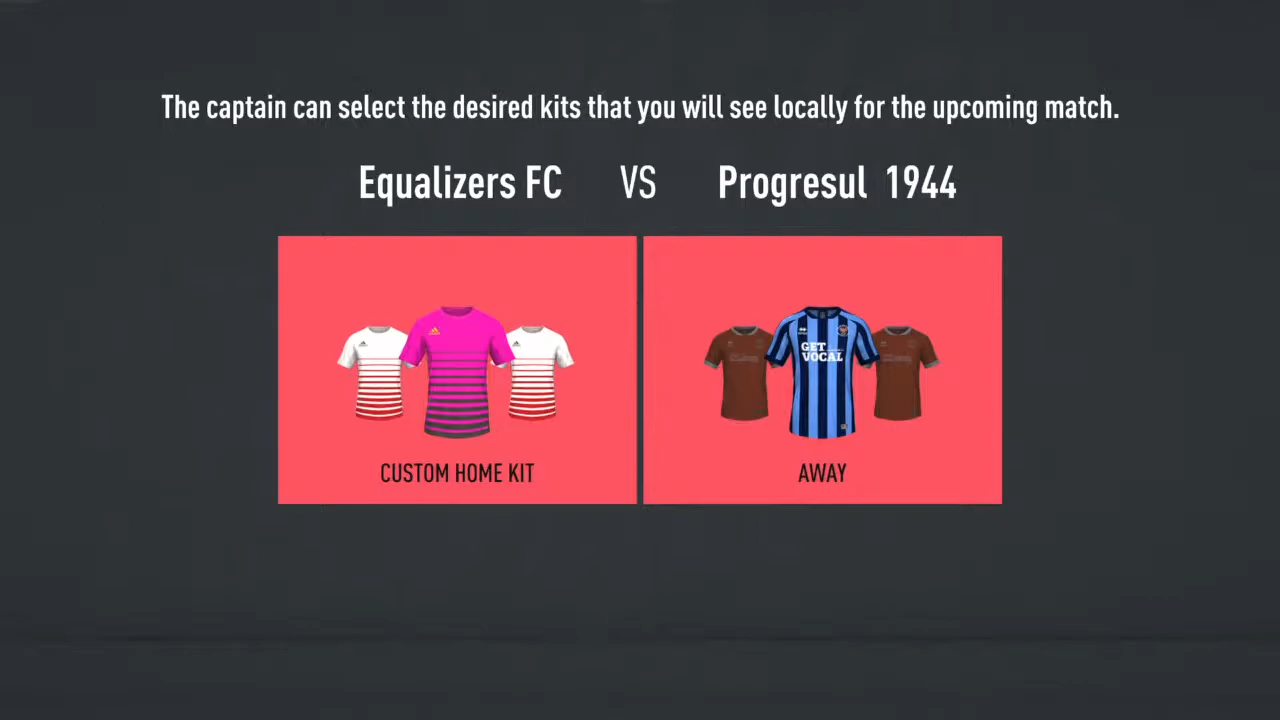 The captain can select the desired kits that you will see locally for the upcoming match.
Equalizers FC VS Progresul 1944
GET
VOCAL
CUSTOM HOME KIT
AWAY